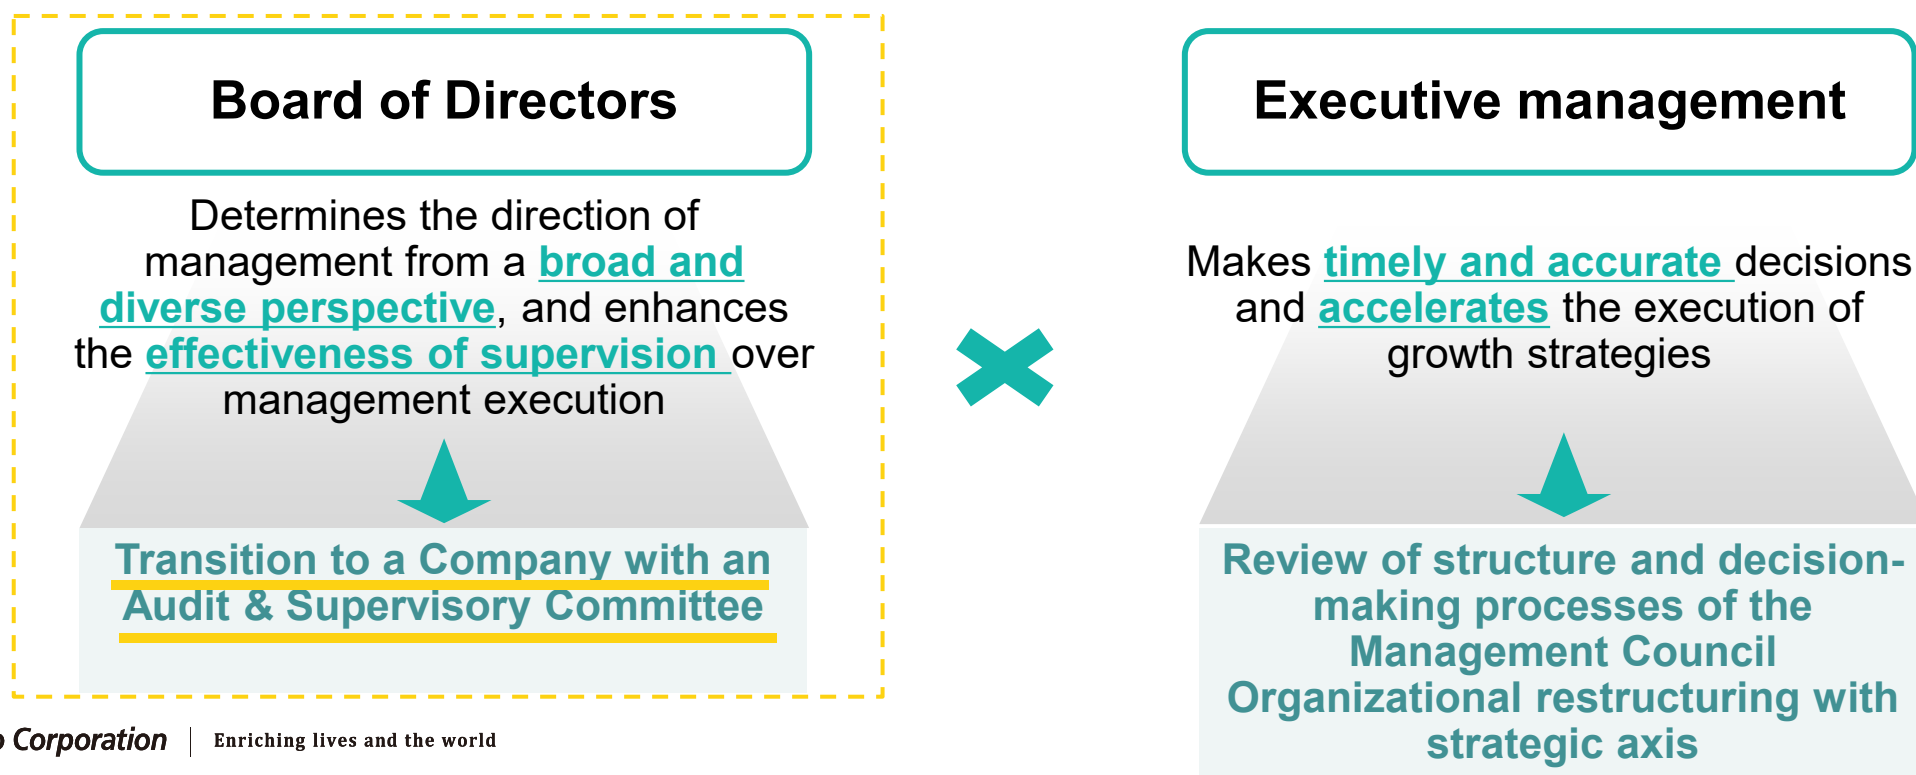 Board of Directors
Determines the direction of
management from a broad and
diverse perspective, and enhances
the effectiveness of supervision over
management execution
Transition to a Company with an
Audit & Supervisory Committee
Executive management
Makes timely and accurate decisions
and accelerates the execution of
growth strategies
Review of structure and decision-
making processes of the
Management Council
Organizational restructuring with
strategic axis
Corporation
Enriching lives and the world